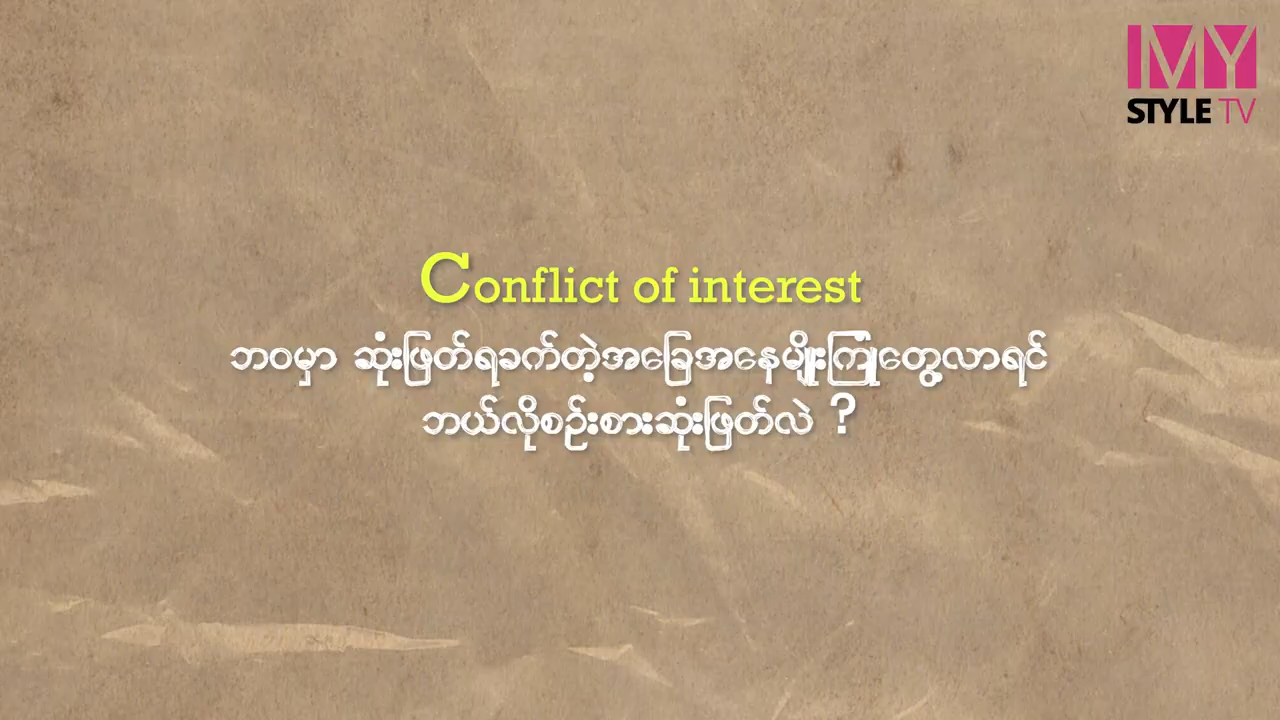 MY
STYLE TV
Conflict of interest
ဘဝမှာ ဆုံးဖြတ်ရခက်တဲ့အခြေအနေမျိုးကြုံတွေ့လာရင်
ဘယ်လိုစဉ်းစားဆုံးဖြတ်လဲ ?